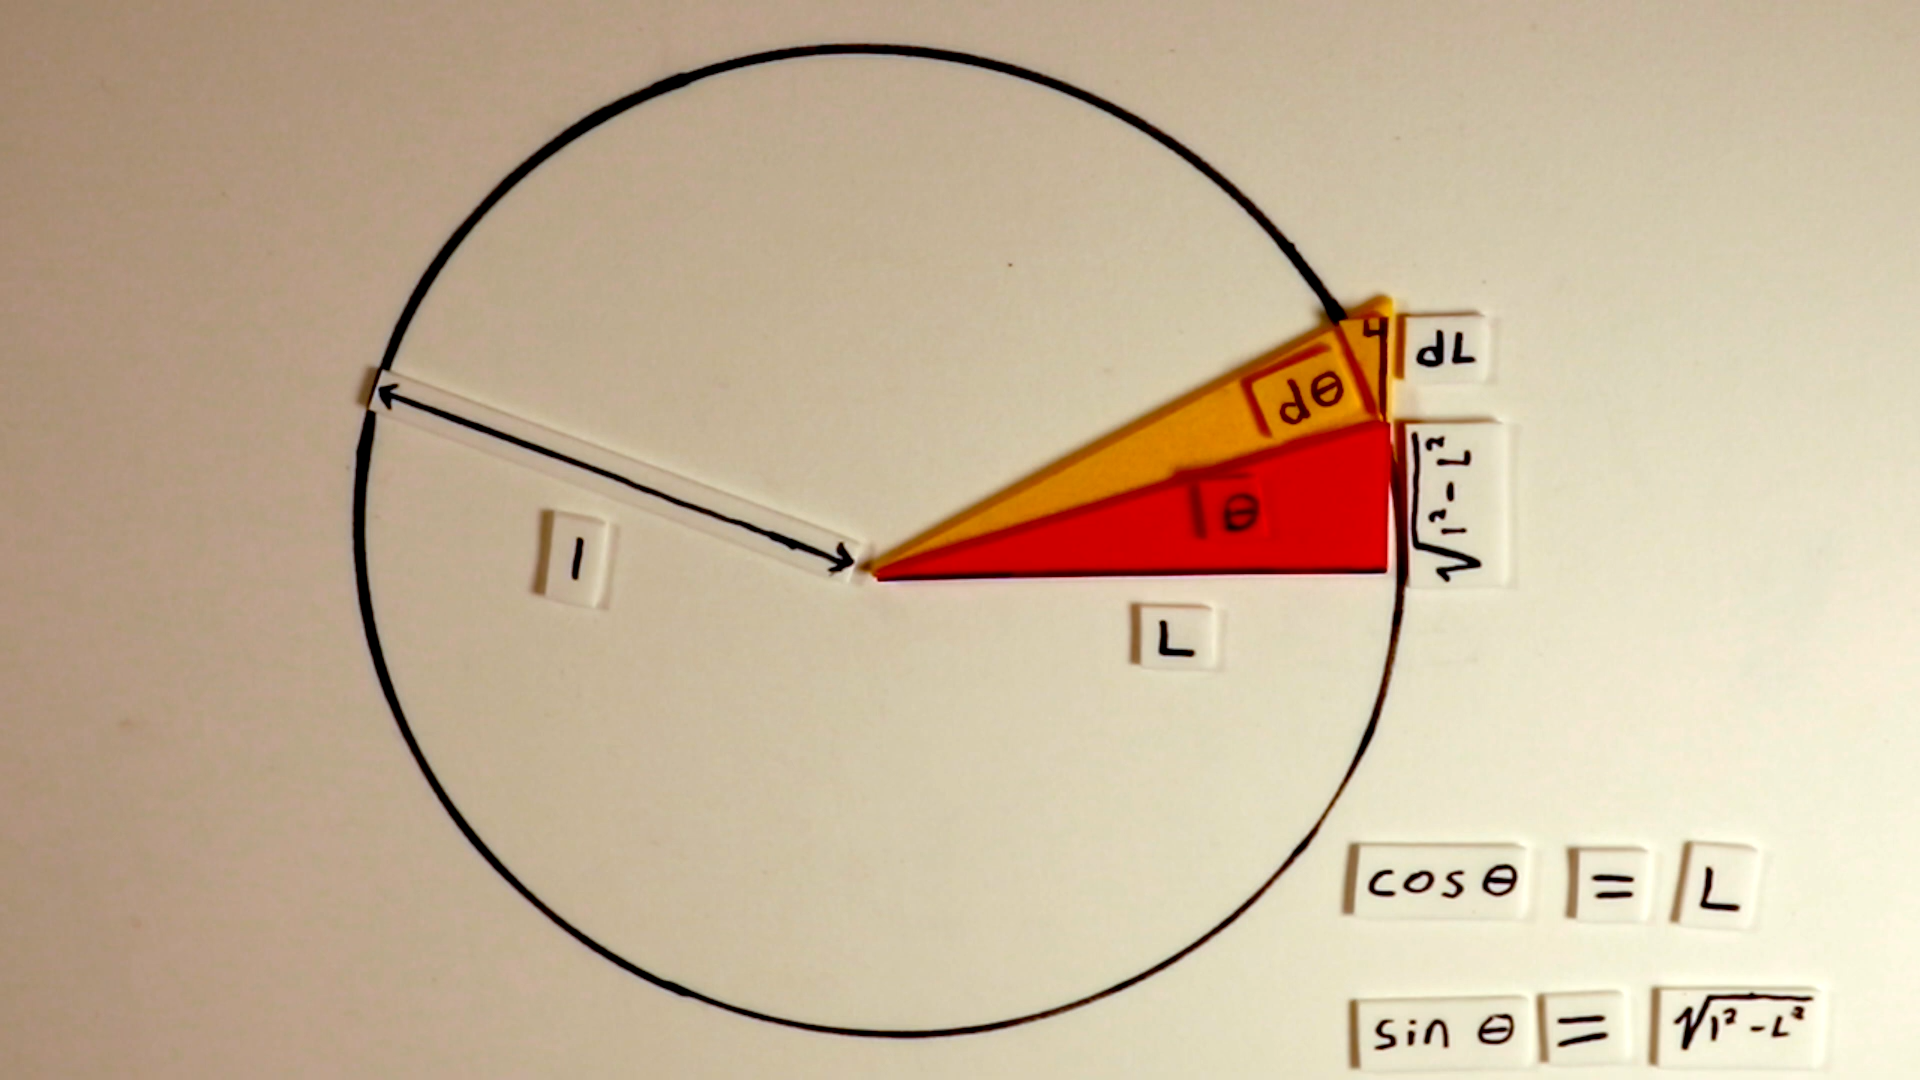 dL
dθ
√1² - L²
θ
1
L
cos θ = L
sin θ = √1² - L²